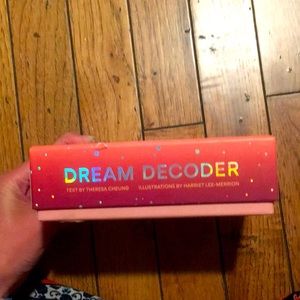 DREAM DECODER
TEXT BY THERESA CHEUNG ILLUSTRATIONS BY HARRIET LEE-MERRION